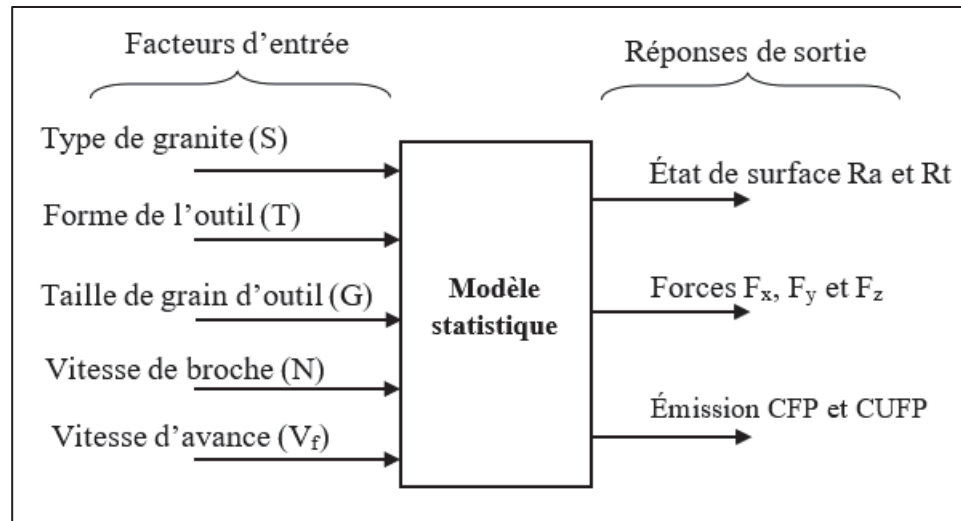 Facteurs d'entrée
Réponses de sortie
Type de granite (S)
Forme de l'outil (T)
Taille de grain d'outil (G)
Vitesse de broche (N)
Vitesse d'avance (Vf)
Modèle
statistique
État de surface Ra et Rt
Forces Fx, Fy et Fz
Émission CFP et CUFP